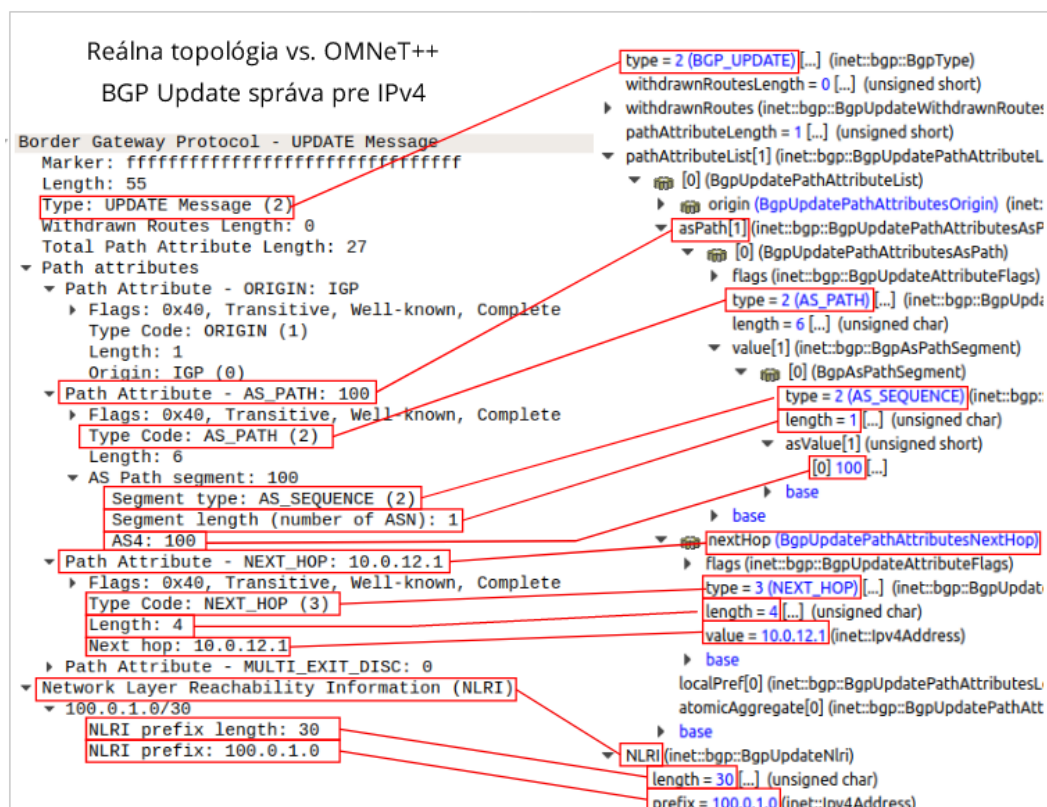 Reálna topológia vs. OMNeT++
BGP Update správa pre IPv4
Border Gateway Protocol - UPDATE Message
Marker: ffffffffffffffffffffffffffffffff
Length: 55
Type: UPDATE Message (2)
Withdrawn Routes Length: 0
Total Path Attribute Length: 27
Path attributes
Path Attribute - ORIGIN: IGP
Flags: 0x40, Transitive, Well-known, Complete
Type Code: ORIGIN (1)
Length: 1
Origin: IGP (0)
Path Attribute - AS_PATH: 100
Flags: 0x40, Transitive, Well-known, Complete
Type Code: AS_PATH (2)
Length: 6
AS Path segment: 100
Segment type: AS_SEQUENCE (2)
Segment length (number of ASN): 1
AS4: 100
Path Attribute - NEXT_HOP: 10.0.12.1
Flags: 0x40, Transitive, Well-known, Complete
Type Code: NEXT_HOP (3)
Length: 4
Next hop: 10.0.12.1
Path Attribute - MULTI_EXIT_DISC: 0
Network Layer Reachability Information (NLRI)
100.0.1.0/30
NLRI prefix length: 30
NLRI prefix: 100.0.1.0
type = 2 (BGP_UPDATE) [...] (inet::bgp::BgpType)
withdrawnRoutesLength = 0 [...] (unsigned short)
withdrawnRoutes (inet::bgp::BgpUpdateWithdrawnRoutes
pathAttributeLength = 1 [...] (unsigned short)
pathAttributeList[1] (inet::bgp::BgpUpdatePathAttributeL
[0] (BgpUpdatePathAttributeList)
origin (BgpUpdatePathAttributesOrigin) (inet:
asPath[1] (inet::bgp::BgpUpdatePathAttributesAsP
[0] (BgpUpdatePathAttributesAsPath)
flags (inet::bgp::BgpUpdateAttributeFlags)
type = 2 (AS_PATH) [...] (inet::bgp::BgpUpda
length = 6 [...] (unsigned char)
value[1] (inet::bgp::BgpAsPathSegment)
[0] (BgpAsPathSegment)
type = 2 (AS_SEQUENCE) (inet::bgp:
length = 1 [...] (unsigned char)
asValue[1] (unsigned short)
[0] 100 [...]
base
base
nextHop (BgpUpdatePathAttributesNextHop)
flags (inet::bgp::BgpUpdateAttributeFlags)
type = 3 (NEXT_HOP) [...] (inet::bgp::BgpUpdate
length = 4 [...] (unsigned char)
value = 10.0.12.1 (inet::Ipv4Address)
base
localPref[0] (inet::bgp::BgpUpdatePathAttributesL
atomicAggregate[0] (inet::bgp::BgpUpdatePathAtt
base
NLRI (inet::bgp::BgpUpdateNlri)
length = 30 [...] (unsigned char)
prefix = 100.0.1.0 (inet::Ipv4Address)